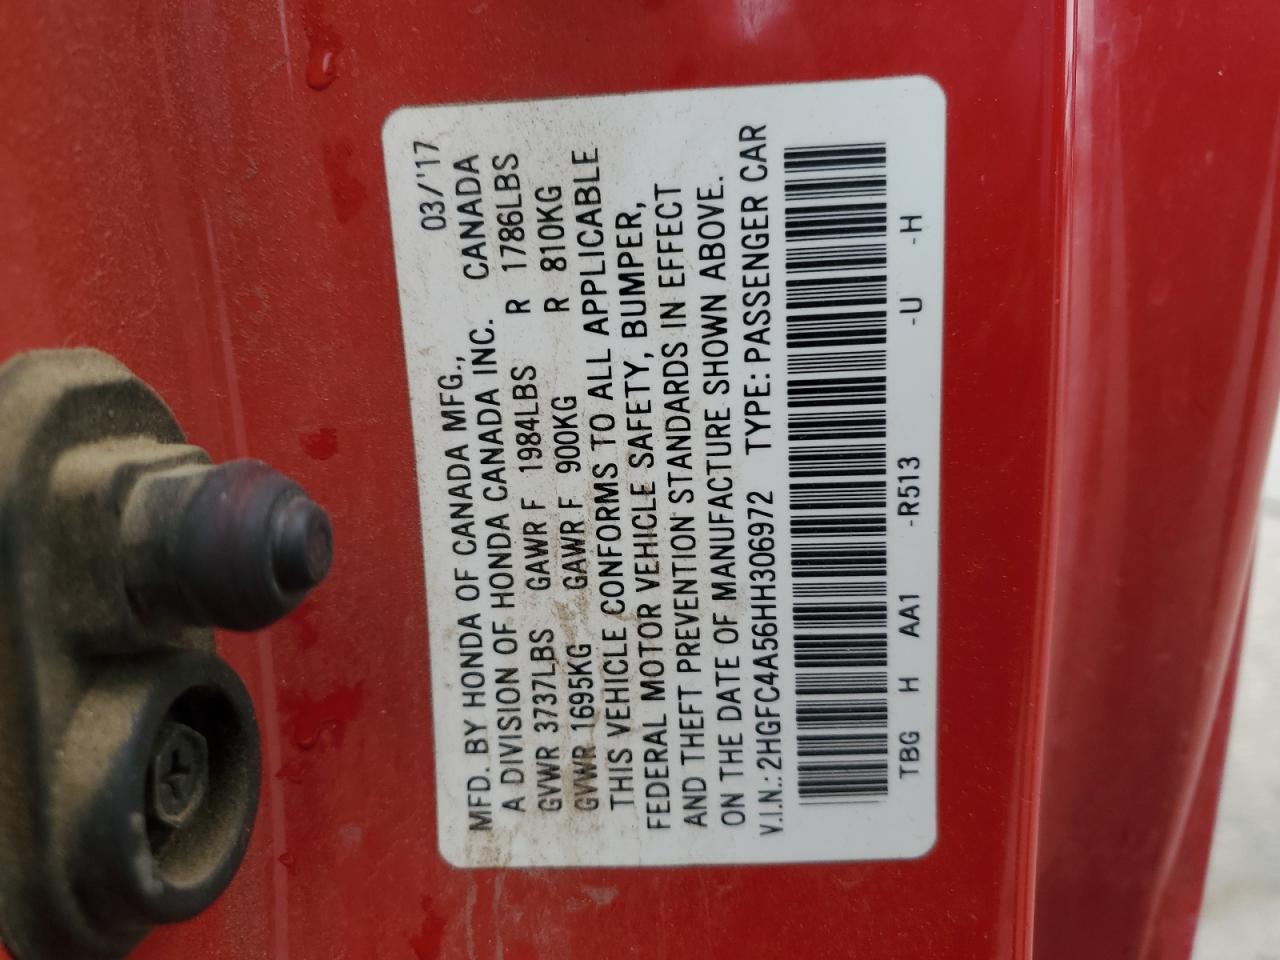 MFD. BY HONDA OF CANADA MFG., 03/'17
A DIVISION OF HONDA CANADA INC. CANADA
GVWR 3737LBS GAWR F 1984LBS R 1786LBS
GVWR 1695KG GAWR F 900KG R 810KG
THIS VEHICLE CONFORMS TO ALL APPLICABLE
FEDERAL MOTOR VEHICLE SAFETY, BUMPER,
AND THEFT PREVENTION STANDARDS IN EFFECT
ON THE DATE OF MANUFACTURE SHOWN ABOVE.
V.I.N.: 2HGFC4A56HH306972 TYPE: PASSENGER CAR
TBG H AA1 -R513 -U -H